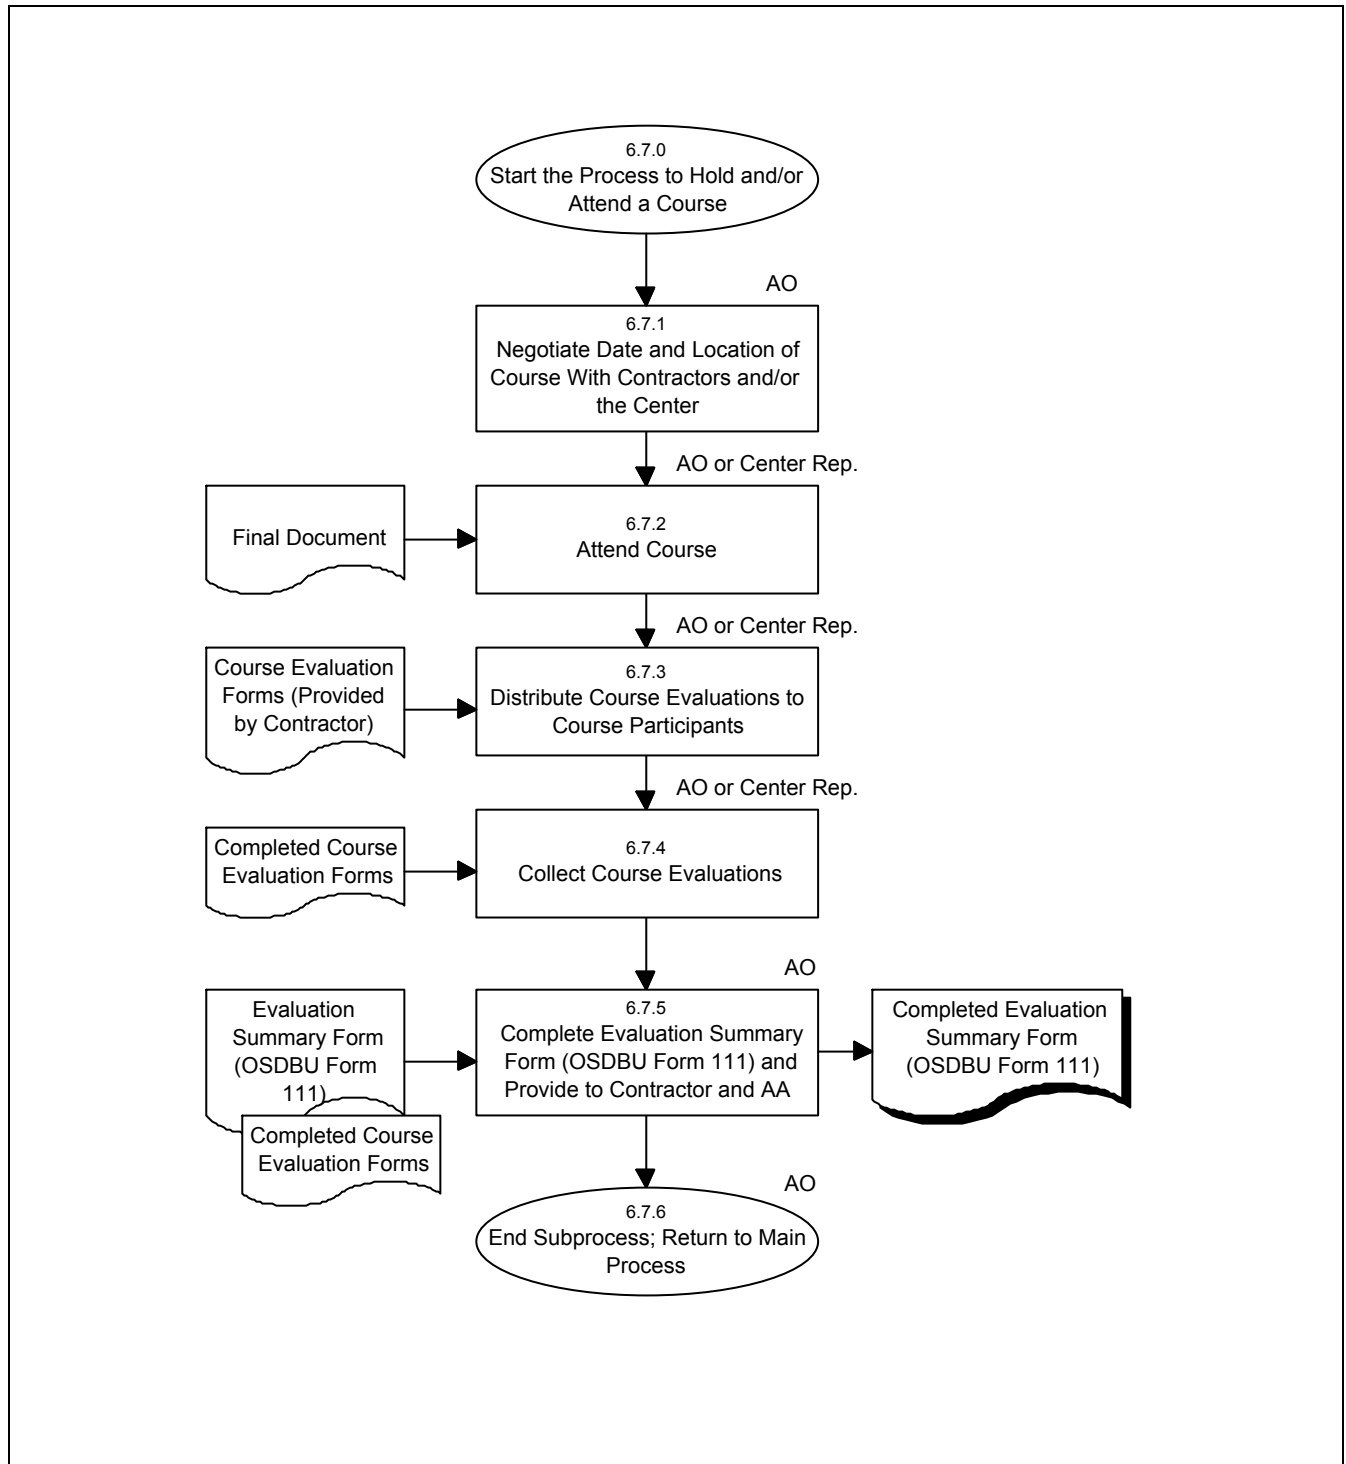 6.7.0
Start the Process to Hold and/or
Attend a Course
AO
6.7.1
Negotiate Date and Location of
Course With Contractors and/or
the Center
AO or Center Rep.
Final Document
6.7.2
Attend Course
AO or Center Rep.
Course Evaluation
Forms (Provided
by Contractor)
6.7.3
Distribute Course Evaluations to
Course Participants
AO or Center Rep.
Completed Course
Evaluation Forms
6.7.4
Collect Course Evaluations
AO
Evaluation
Summary Form
(OSDBU Form
111)
Completed Course
Evaluation Forms
6.7.5
Complete Evaluation Summary
Form (OSDBU Form 111) and
Provide to Contractor and AA
Completed Evaluation
Summary Form
(OSDBU Form 111)
AO
6.7.6
End Subprocess; Return to Main
Process